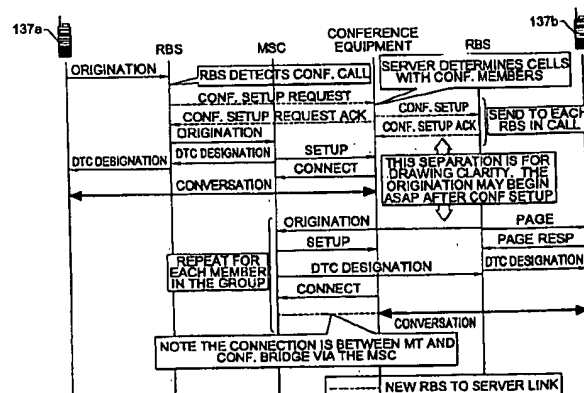 137a
137b
RBS
MSC
CONFERENCE
EQUIPMENT
RBS
ORIGINATION
RBS DETECTS CONF. CALL
SERVER DETERMINES CELLS
WITH CONF. MEMBERS
CONF. SETUP REQUEST
CONF. SETUP
CONF. SETUP REQUEST ACK
CONF. SETUP ACK
SEND TO EACH
RBS IN CALL
ORIGINATION
DTC DESIGNATION
DTC DESIGNATION
SETUP
CONNECT
THIS SEPARATION IS FOR
DRAWING CLARITY. THE
ORIGINATION MAY BEGIN
ASAP AFTER CONF SETUP
CONVERSATION
ORIGINATION
PAGE
SETUP
PAGE RESP
REPEAT FOR
EACH MEMBER
IN THE GROUP
DTC DESIGNATION
DTC DESIGNATION
CONNECT
CONVERSATION
NOTE THE CONNECTION IS BETWEEN MT AND
CONF. BRIDGE VIA THE MSC
NEW RBS TO SERVER LINK